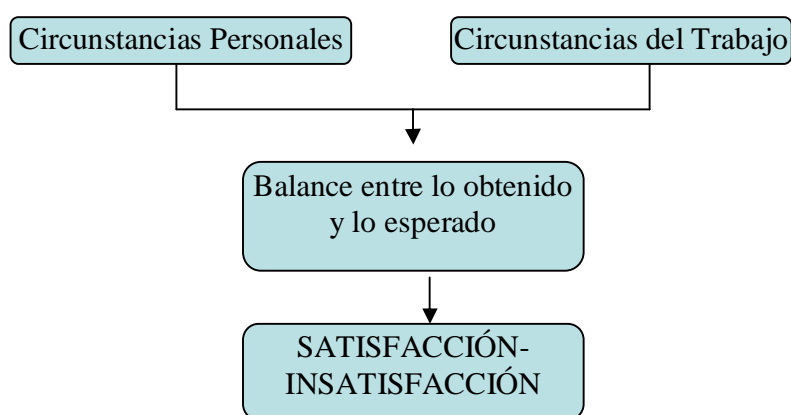 Circunstancias Personales
Circunstancias del Trabajo
Balance entre lo obtenido
y lo esperado
SATISFACCIÓN-
INSATISFACCIÓN